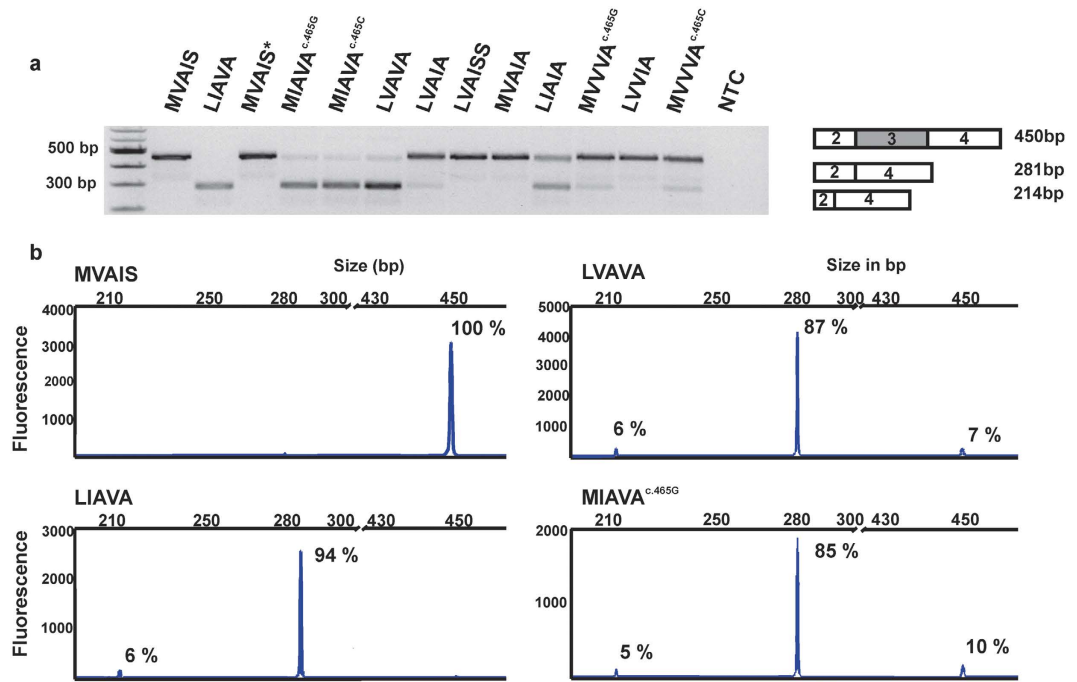 a
MVAIS LIAVA MVAIS* MIAVA c.465G MIAVA c.465C LVAVA LVAIA LVAISS MVAIA LIAIA MVVVA c.465G LVVIA MVVVA c.465C NTC
500 bp
300 bp
2 3 4 450bp
2 4 281bp
2 4 214bp
b
MVAIS
Size (bp)
210 250 280 300 430 450
4000
3000
2000
1000
Fluorescence
100 %
LVAVA
Size in bp
210 250 280 300 430 450
5000
4000
3000
2000
1000
6 %
87 %
7 %
LIAVA
210 250 280 300 430 450
3000
2000
1000
Fluorescence
6 %
94 %
MIAVA c.465G
210 250 280 300 430 450
2000
1000
5 %
85 %
10 %